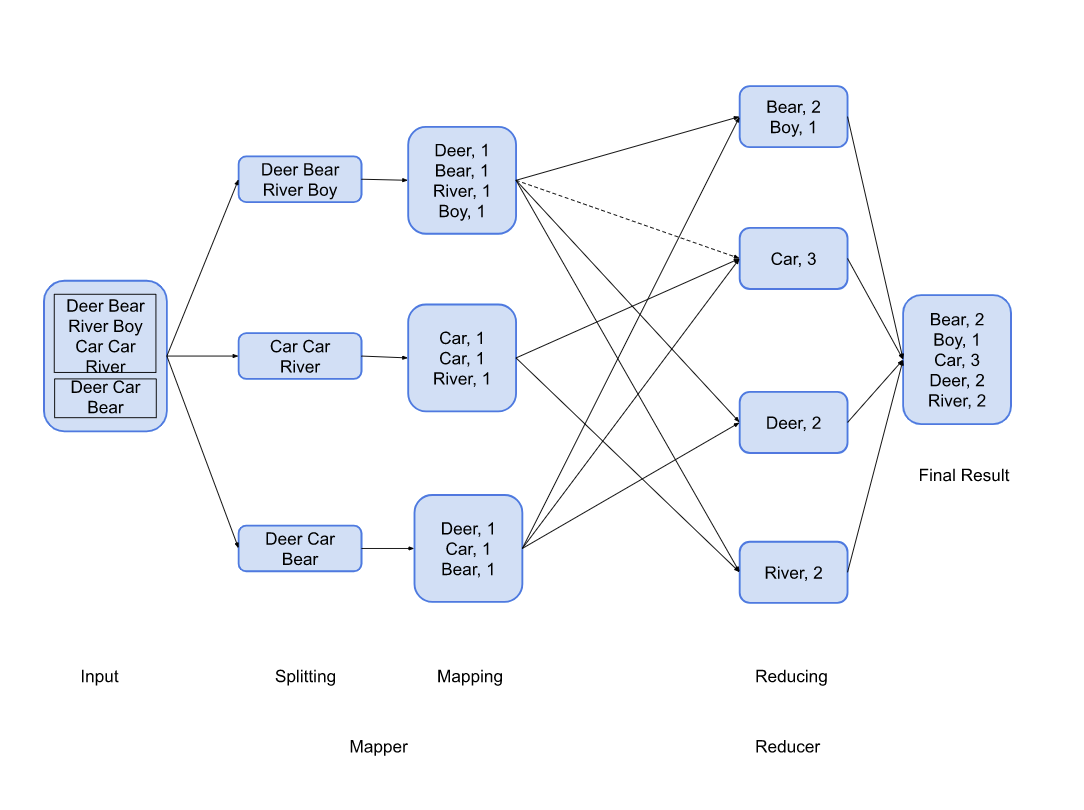 Deer Bear
River Boy
Car Car
River
Deer Car
Bear
Deer Bear
River Boy
Car Car
River
Deer Car
Bear
Deer, 1
Bear, 1
River, 1
Boy, 1
Car, 1
Car, 1
River, 1
Deer, 1
Car, 1
Bear, 1
Bear, 2
Boy, 1
Car, 3
Deer, 2
River, 2
Bear, 2
Boy, 1
Car, 3
Deer, 2
River, 2
Final Result
Input
Splitting
Mapping
Reducing
Mapper
Reducer